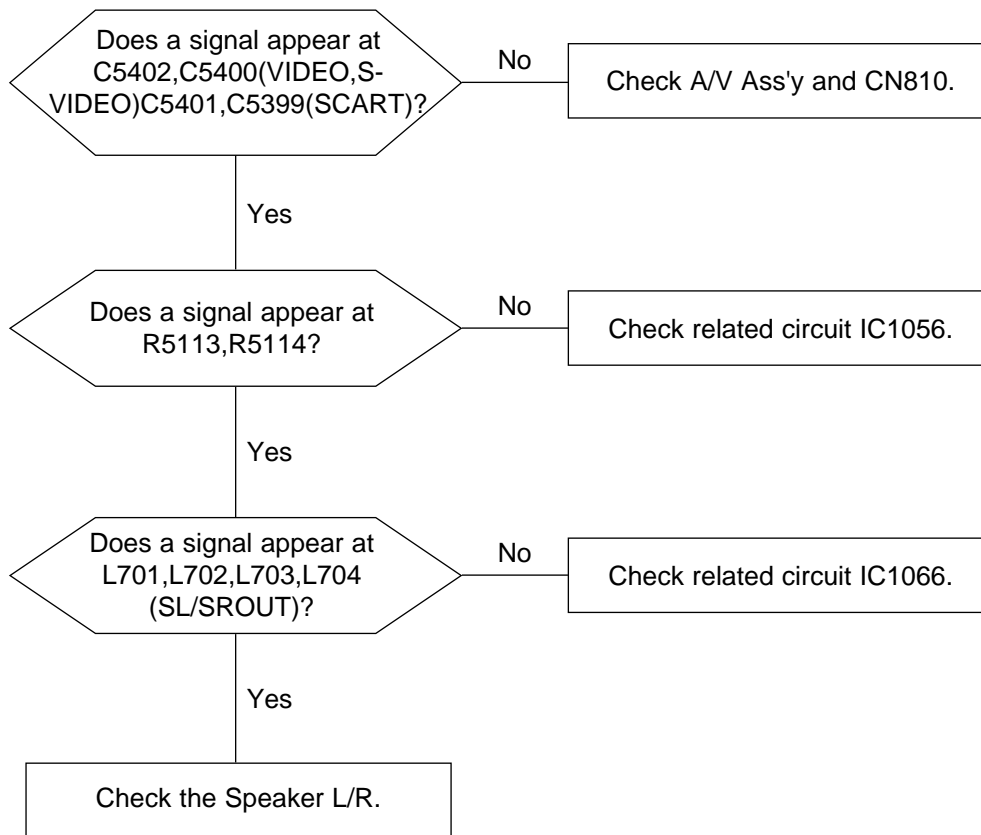 Does a signal appear at
C5402,C5400(VIDEO,S-
VIDEO)C5401,C5399(SCART)?
No
Check A/V Ass'y and CN810.
Yes
Does a signal appear at
R5113,R5114?
No
Check related circuit IC1056.
Yes
Does a signal appear at
L701,L702,L703,L704
(SL/SROUT)?
No
Check related circuit IC1066.
Yes
Check the Speaker L/R.